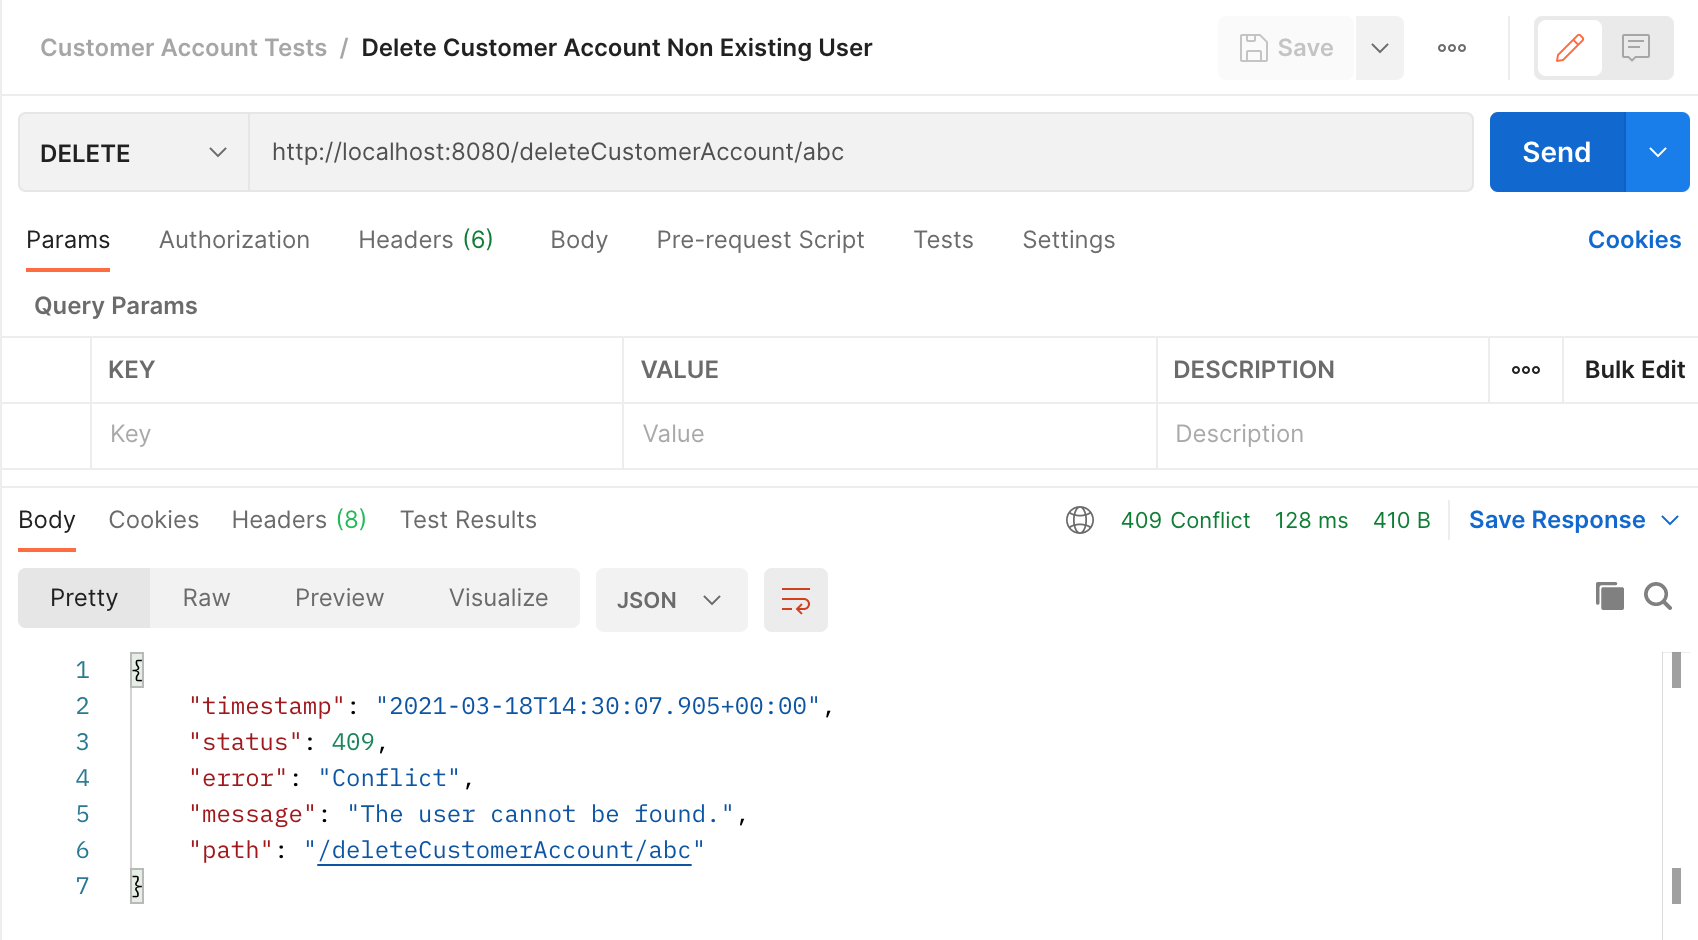 Customer Account Tests / Delete Customer Account Non Existing User Save
DELETE http://localhost:8080/deleteCustomerAccount/abc Send
Params Authorization Headers (6) Body Pre-request Script Tests Settings Cookies
Query Params
KEY VALUE DESCRIPTION Bulk Edit
Key Value Description
Body Cookies Headers (8) Test Results 409 Conflict 128 ms 410 B Save Response
Pretty Raw Preview Visualize JSON
1 {
2 "timestamp": "2021-03-18T14:30:07.905+00:00",
3 "status": 409,
4 "error": "Conflict",
5 "message": "The user cannot be found.",
6 "path": "/deleteCustomerAccount/abc"
7 }